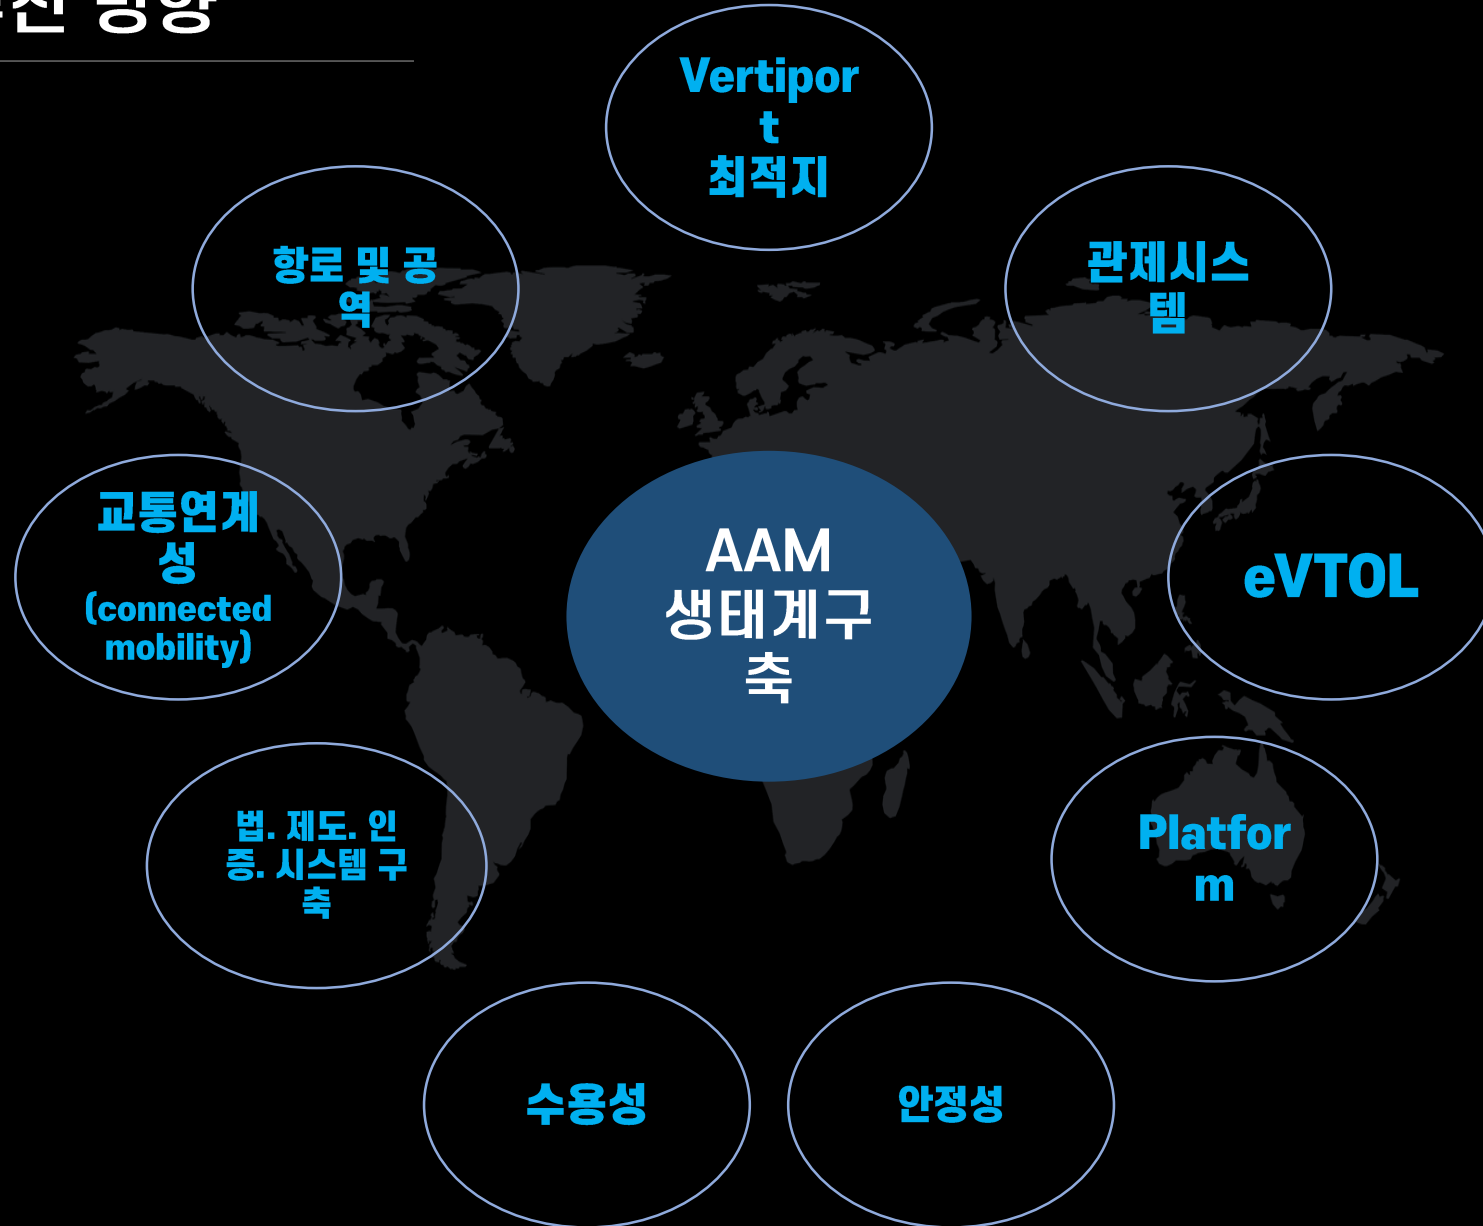 방향
Vertipor
t
최적지
항로 및 공
역
관제시스
템
교통연계
성
(connected
mobility)
AAM
생태계구
축
eVTOL
법. 제도. 인
증. 시스템 구
축
Platfor
m
수용성
안정성